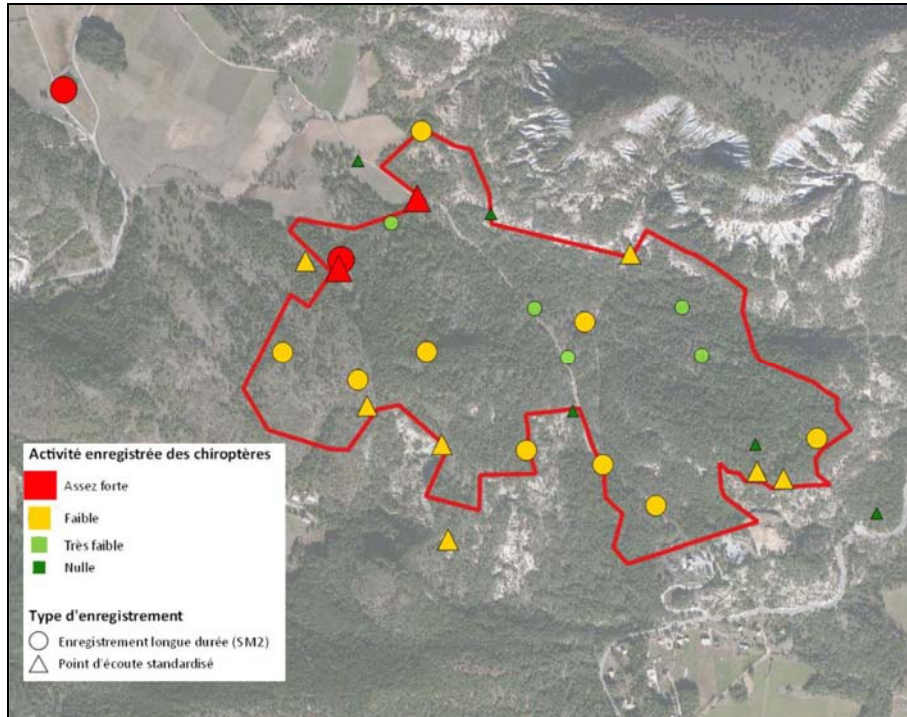 Activité enregistrée des chiroptères
Assez forte
Faible
Très faible
Nulle
Type d'enregistrement
Enregistrement longue durée (SM2)
Point d'écoute standardisé